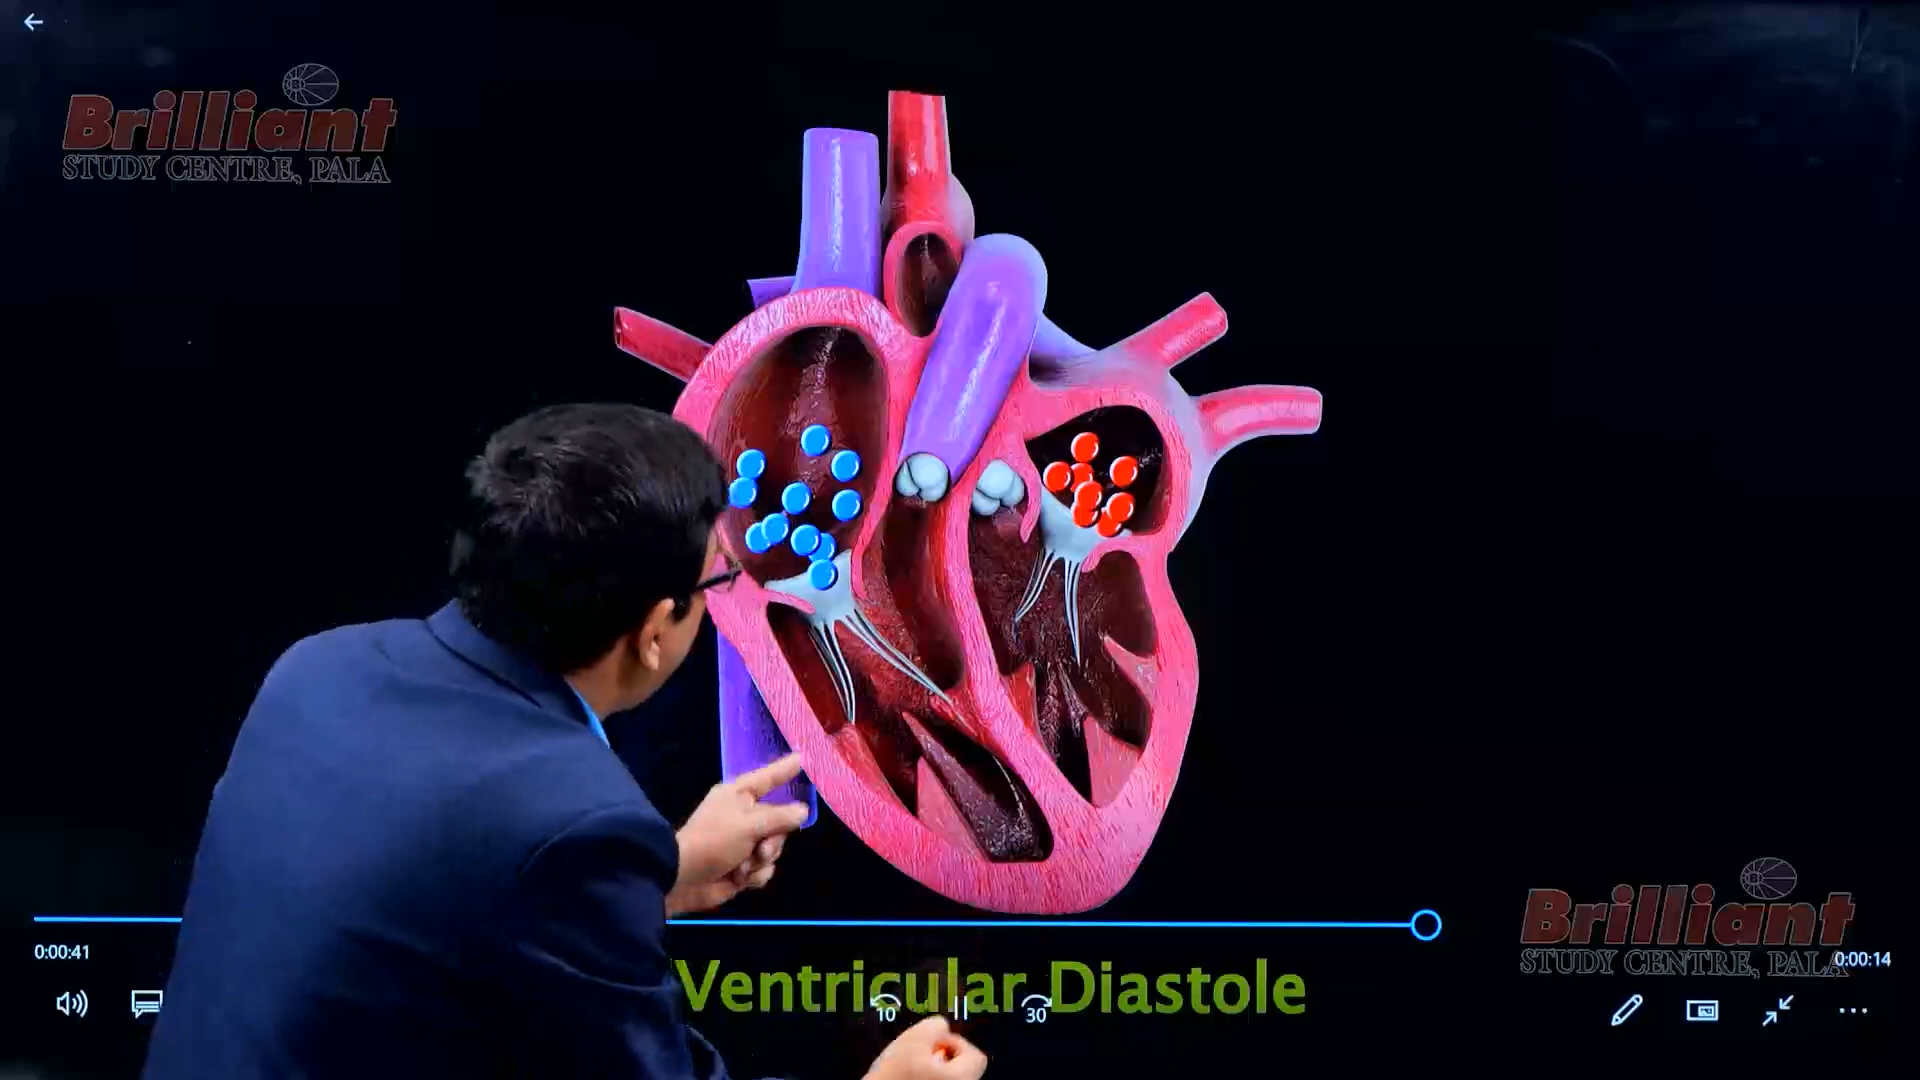 Brilliant
STUDY CENTRE, PALA
Brilliant
STUDY CENTRE, PALA
0:00:41
0:00:14
Ventricular Diastole
10
30